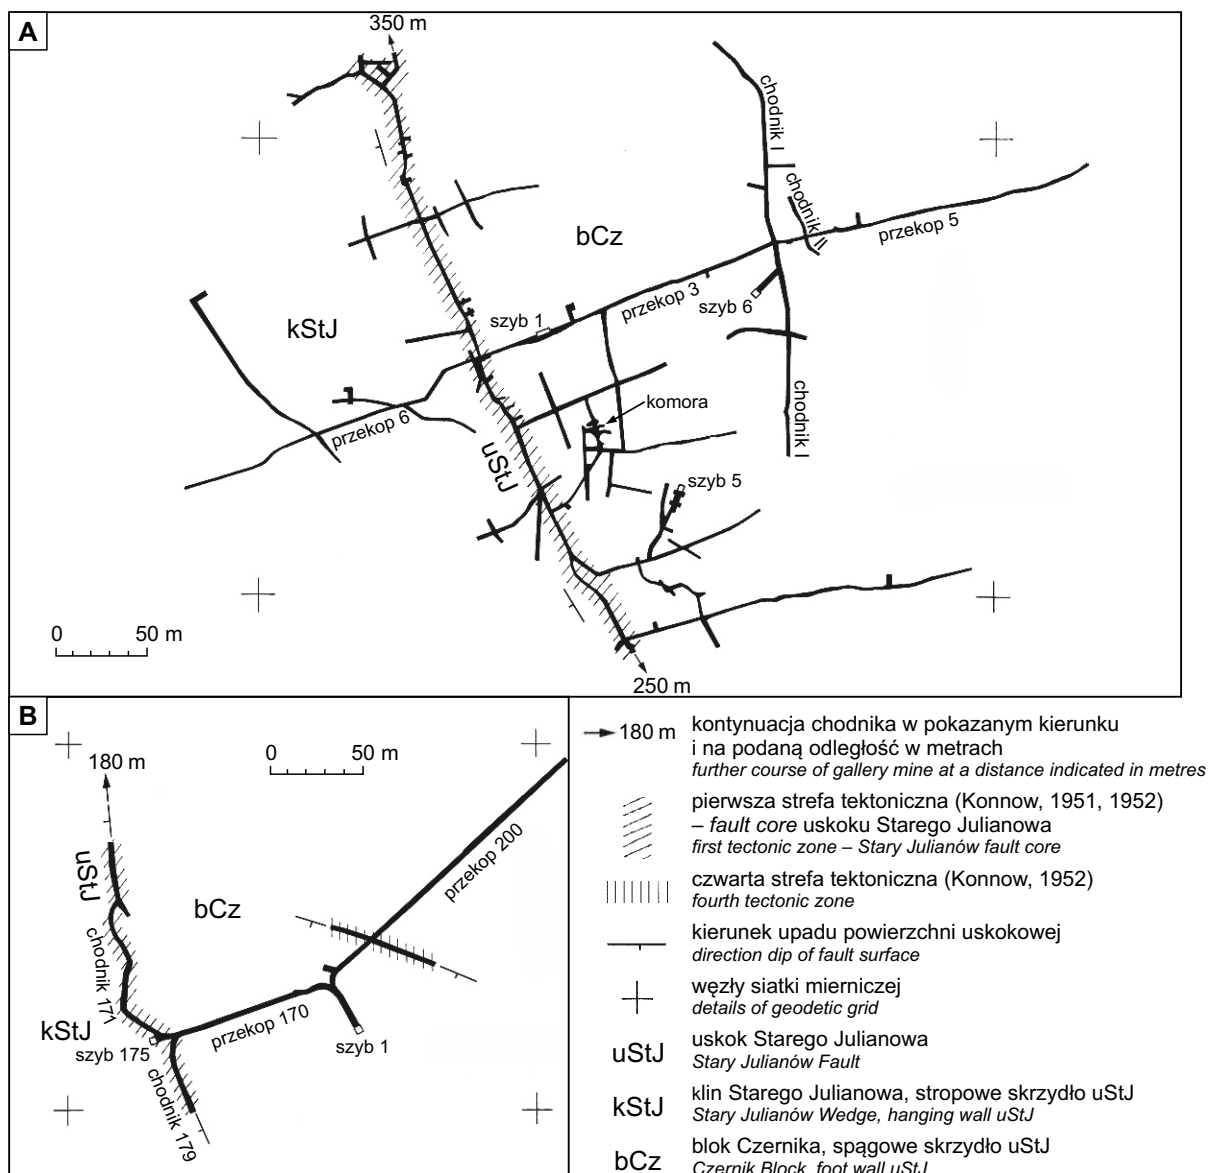 A
350 m
chodnik I
chodnik II
przekop 5
bCz
przekop 3
szyb 6
szyb 1
kStJ
komora
chodnik I
przekop 6
uStJ
szyb 5
0 50 m
250 m
B
180 m
0 50 m
przekop 200
uStJ
bCz
chodnik 171
kStJ
przekop 170
szyb 175
szyb 1
chodnik 179
180 m
kontynuacja chodnika w pokazanym kierunku
i na podaną odległość w metrach
further course of gallery mine at a distance indicated in metres
pierwsza strefa tektoniczna (Konnow, 1951, 1952)
– fault core uskoku Starego Julianowa
first tectonic zone – Stary Julianów fault core
czwarta strefa tektoniczna (Konnow, 1952)
fourth tectonic zone
kierunek upadu powierzchni uskokowej
direction dip of fault surface
węzły siatki mierniczej
details of geodetic grid
uStJ
uskok Starego Julianowa
Stary Julianów Fault
kStJ
klin Starego Julianowa, stropowe skrzydło uStJ
Stary Julianów Wedge, hanging wall uStJ
bCz
blok Czernika, spągowe skrzydło uStJ
Czernik Block, foot wall uStJ